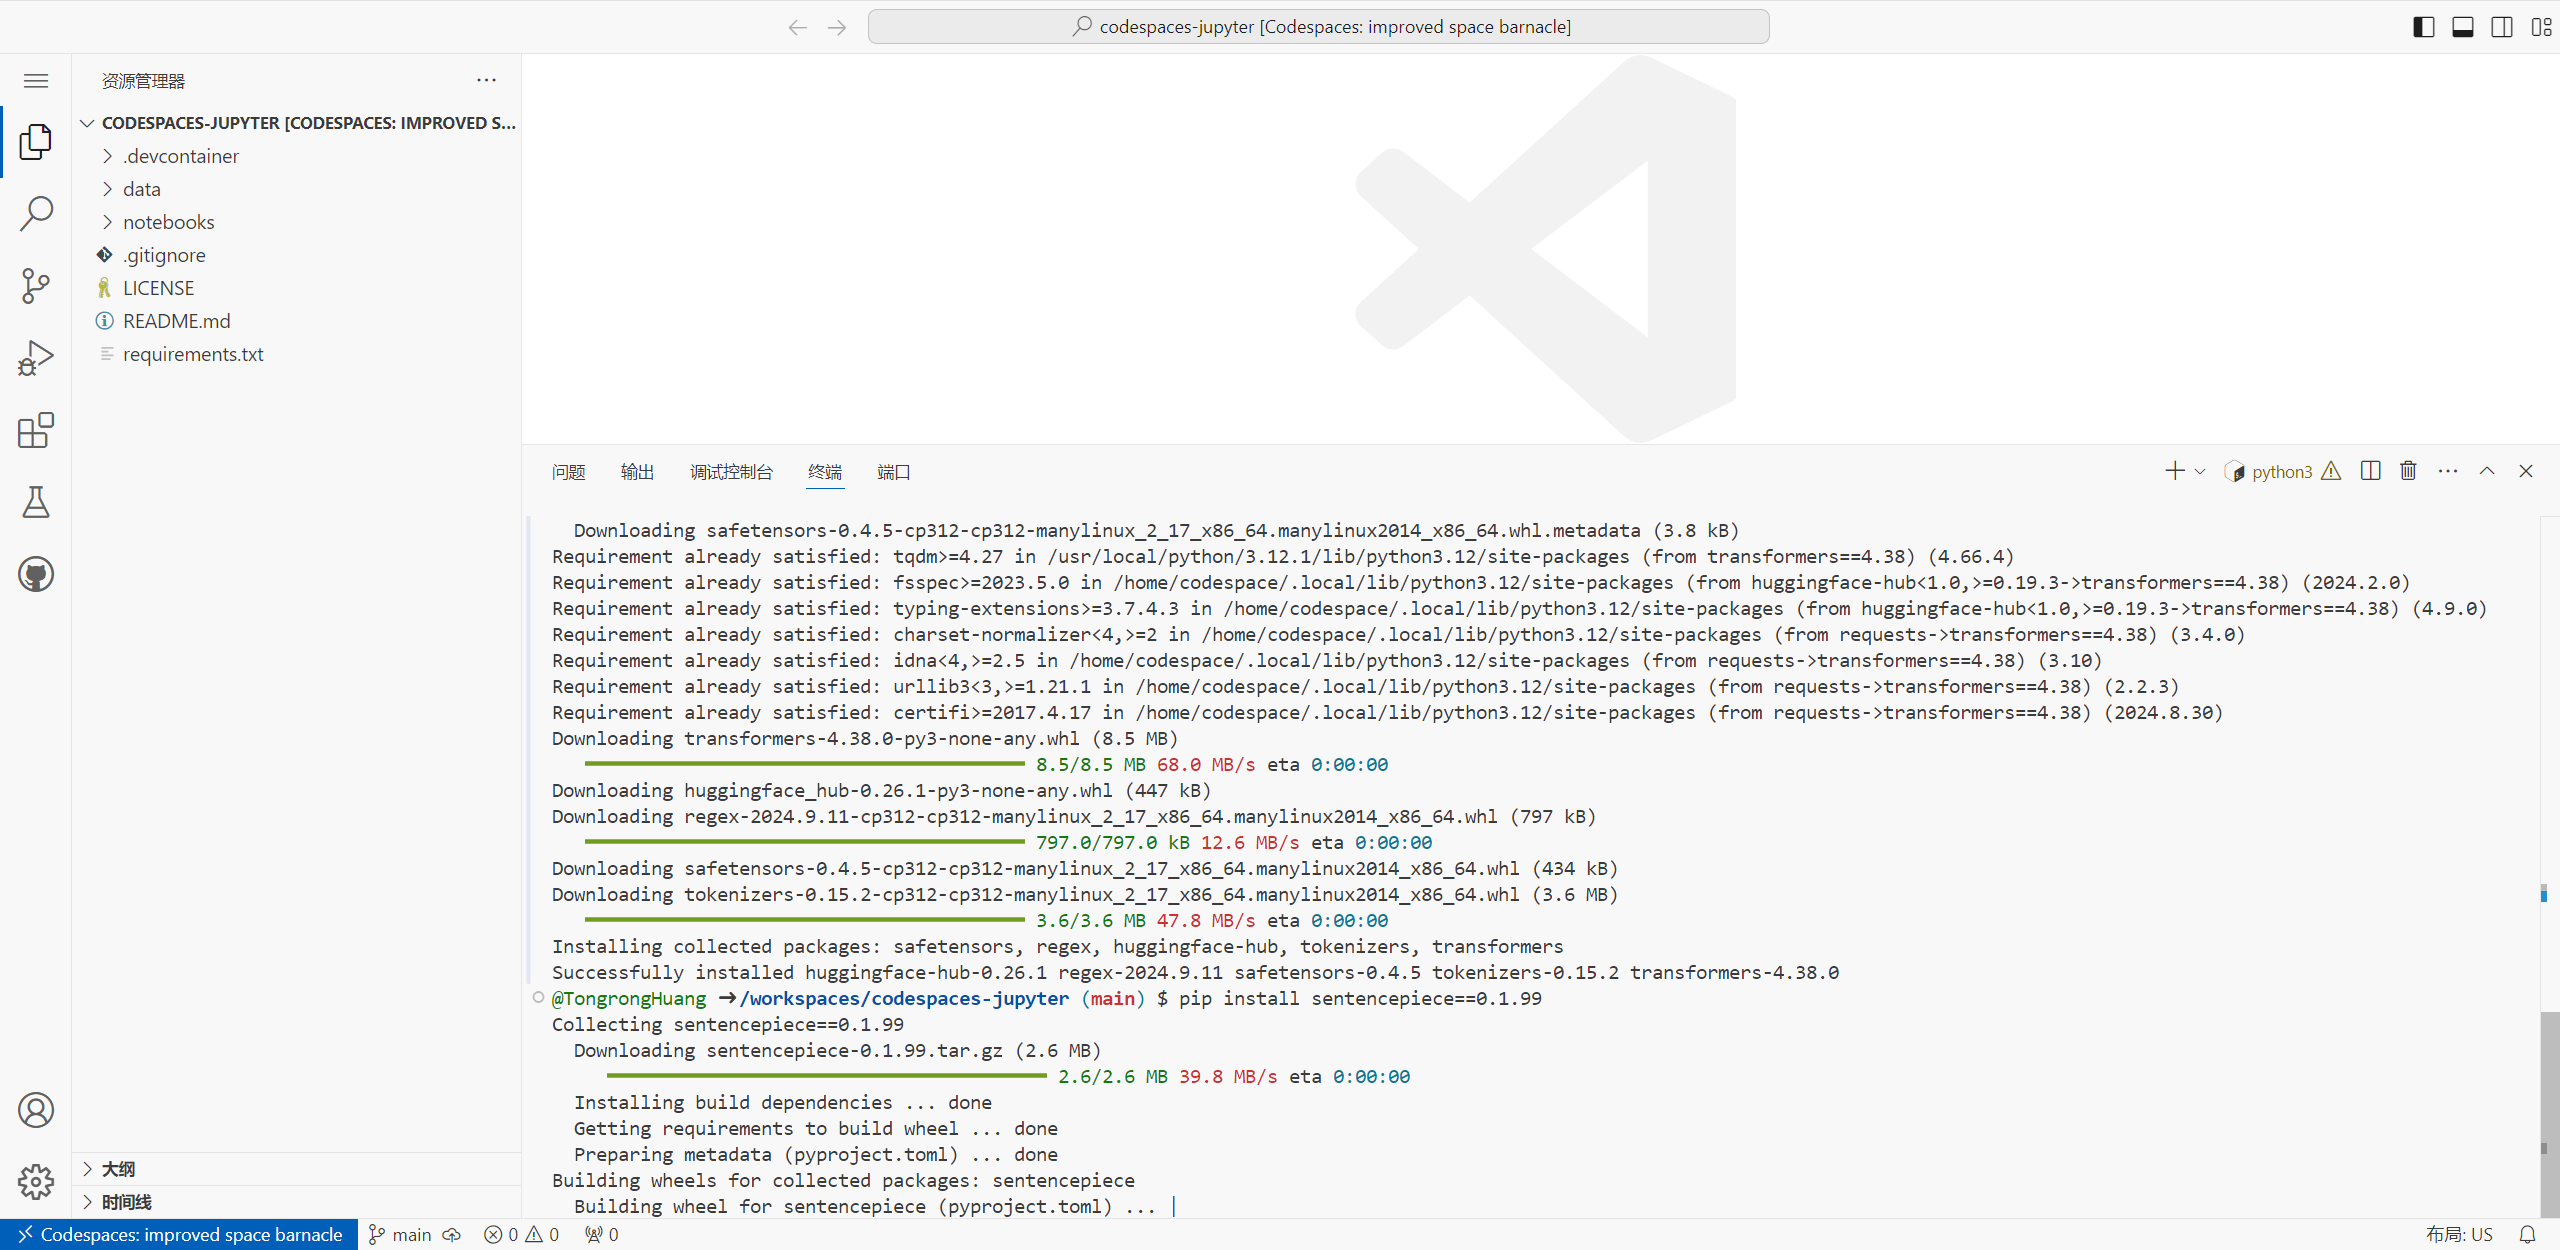 codespaces-jupyter [Codespaces: improved space barnacle]
资源管理器
CODESPACES-JUPYTER [CODESPACES: IMPROVED S...
.devcontainer
data
notebooks
.gitignore
LICENSE
README.md
requirements.txt
大纲
时间线
问题 输出 调试控制台 终端 端口
python3
Downloading safetensors-0.4.5-cp312-cp312-manylinux_2_17_x86_64.manylinux2014_x86_64.whl.metadata (3.8 kB)
Requirement already satisfied: tqdm>=4.27 in /usr/local/python/3.12.1/lib/python3.12/site-packages (from transformers==4.38) (4.66.4)
Requirement already satisfied: fsspec>=2023.5.0 in /home/codespace/.local/lib/python3.12/site-packages (from huggingface-hub<1.0,>=0.19.3->transformers==4.38) (2024.2.0)
Requirement already satisfied: typing-extensions>=3.7.4.3 in /home/codespace/.local/lib/python3.12/site-packages (from huggingface-hub<1.0,>=0.19.3->transformers==4.38) (4.9.0)
Requirement already satisfied: charset-normalizer<4,>=2 in /home/codespace/.local/lib/python3.12/site-packages (from requests->transformers==4.38) (3.4.0)
Requirement already satisfied: idna<4,>=2.5 in /home/codespace/.local/lib/python3.12/site-packages (from requests->transformers==4.38) (3.10)
Requirement already satisfied: urllib3<3,>=1.21.1 in /home/codespace/.local/lib/python3.12/site-packages (from requests->transformers==4.38) (2.2.3)
Requirement already satisfied: certifi>=2017.4.17 in /home/codespace/.local/lib/python3.12/site-packages (from requests->transformers==4.38) (2024.8.30)
Downloading transformers-4.38.0-py3-none-any.whl (8.5 MB)
8.5/8.5 MB 68.0 MB/s eta 0:00:00
Downloading huggingface_hub-0.26.1-py3-none-any.whl (447 kB)
Downloading regex-2024.9.11-cp312-cp312-manylinux_2_17_x86_64.manylinux2014_x86_64.whl (797 kB)
797.0/797.0 kB 12.6 MB/s eta 0:00:00
Downloading safetensors-0.4.5-cp312-cp312-manylinux_2_17_x86_64.manylinux2014_x86_64.whl (434 kB)
Downloading tokenizers-0.15.2-cp312-cp312-manylinux_2_17_x86_64.manylinux2014_x86_64.whl (3.6 MB)
3.6/3.6 MB 47.8 MB/s eta 0:00:00
Installing collected packages: safetensors, regex, huggingface-hub, tokenizers, transformers
Successfully installed huggingface-hub-0.26.1 regex-2024.9.11 safetensors-0.4.5 tokenizers-0.15.2 transformers-4.38.0
@TongrongHuang ➜/workspaces/codespaces-jupyter (main) $ pip install sentencepiece==0.1.99
Collecting sentencepiece==0.1.99
Downloading sentencepiece-0.1.99.tar.gz (2.6 MB)
2.6/2.6 MB 39.8 MB/s eta 0:00:00
Installing build dependencies ... done
Getting requirements to build wheel ... done
Preparing metadata (pyproject.toml) ... done
Building wheels for collected packages: sentencepiece
Building wheel for sentencepiece (pyproject.toml) ...
Codespaces: improved space barnacle main 0 0 0 布局: US